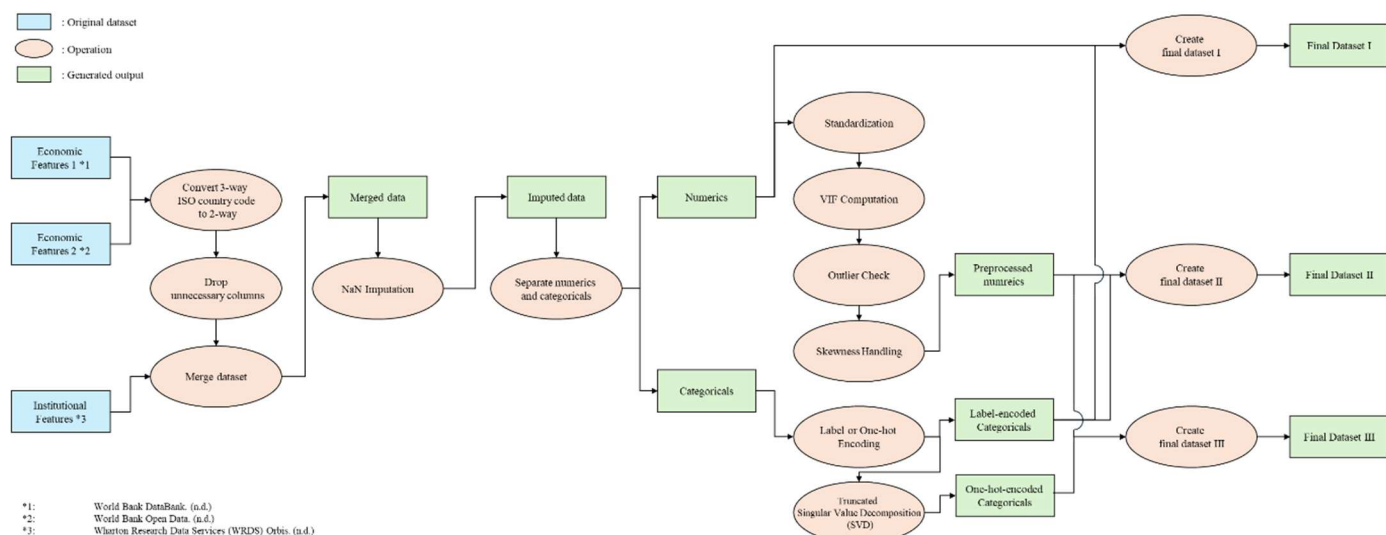 : Original dataset
: Operation
: Generated output
Economic
Features 1 *1
Economic
Features 2 *2
Institutional
Features *3
Convert 3-way
ISO country code
to 2-way
Drop
unnecessary columns
Merge dataset
Merged data
NaN Imputation
Imputed data
Separate numerics
and categoricals
Numerics
Categoricals
Standardization
VIF Computation
Outlier Check
Skewness Handling
Label or One-hot
Encoding
Truncated
Singular Value Decomposition
(SVD)
Preprocessed
numreics
Label-encoded
Categoricals
One-hot-encoded
Categoricals
Create
final dataset I
Final Dataset I
Create
final dataset II
Final Dataset II
Create
final dataset III
Final Dataset III
*1: World Bank DataBank. (n.d.)
*2: World Bank Open Data. (n.d.)
*3: Wharton Research Data Services (WRDS) Orbis. (n.d.)